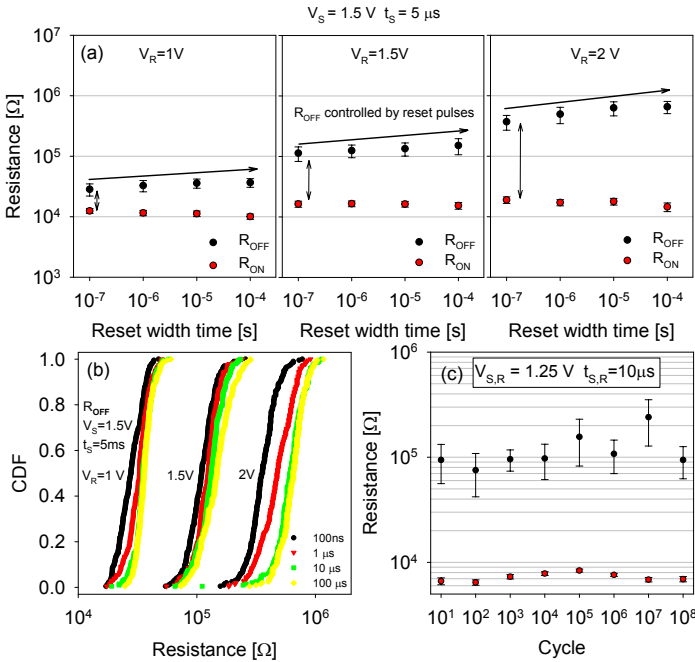 V_S = 1.5 V t_S = 5 μs
(a)
V_R=1V
V_R=1.5V
V_R=2 V
R_OFF controlled by reset pulses
Resistance [Ω]
10^7
10^6
10^5
10^4
10^3
R_OFF
R_ON
R_OFF
R_ON
R_OFF
R_ON
10^-7 10^-6 10^-5 10^-4
10^-7 10^-6 10^-5 10^-4
10^-7 10^-6 10^-5 10^-4
Reset width time [s]
Reset width time [s]
Reset width time [s]
(b)
CDF
1.0
0.8
0.6
0.4
0.2
0.0
R_OFF
V_S=1.5V
t_S=5ms
V_R=1 V
1.5V
2V
100ns
1 μs
10 μs
100 μs
10^4 10^5 10^6
Resistance [Ω]
(c)
V_S,R = 1.25 V t_S,R=10μs
Resistance [Ω]
10^6
10^5
10^4
10^1 10^2 10^3 10^4 10^5 10^6 10^7 10^8
Cycle